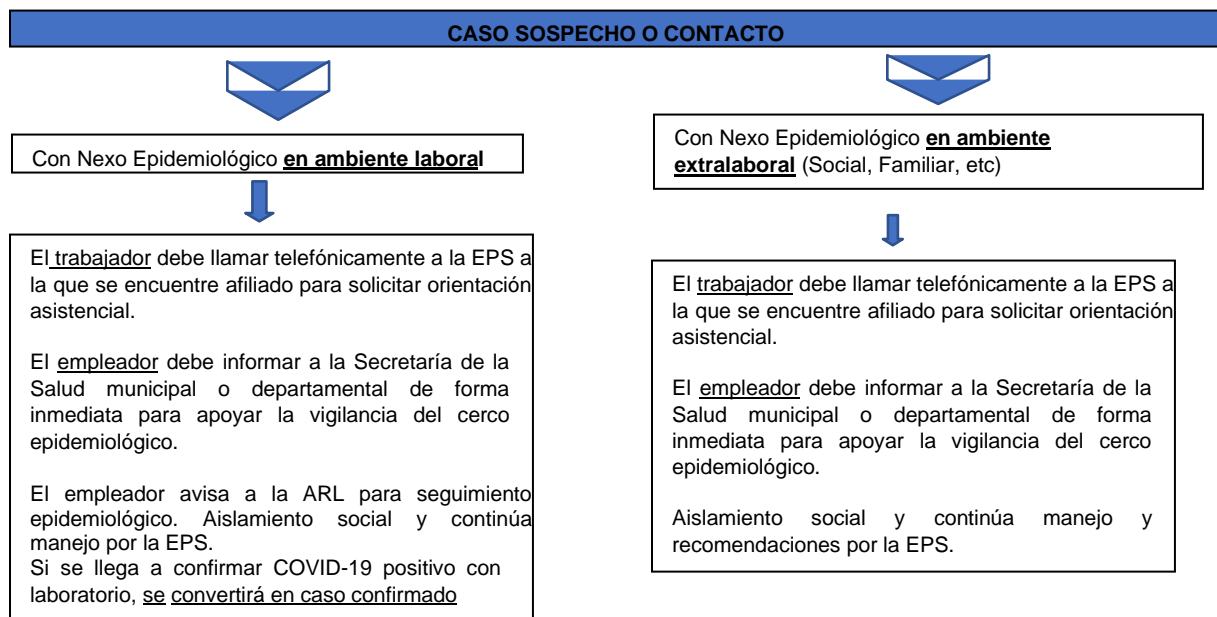 CASO SOSPECHO O CONTACTO
Con Nexo Epidemiológico en ambiente laboral
El trabajador debe llamar telefónicamente a la EPS a
la que se encuentre afiliado para solicitar orientación
asistencial.
El empleador debe informar a la Secretaría de la
Salud municipal o departamental de forma
inmediata para apoyar la vigilancia del cerco
epidemiológico.
El empleador avisa a la ARL para seguimiento
epidemiológico. Aislamiento social y continúa
manejo por la EPS.
Si se llega a confirmar COVID-19 positivo con
laboratorio, se convertirá en caso confirmado
Con Nexo Epidemiológico en ambiente
extralaboral (Social, Familiar, etc)
El trabajador debe llamar telefónicamente a la EPS a
la que se encuentre afiliado para solicitar orientación
asistencial.
El empleador debe informar a la Secretaría de la
Salud municipal o departamental de forma
inmediata para apoyar la vigilancia del cerco
epidemiológico.
Aislamiento social y continúa manejo y
recomendaciones por la EPS.